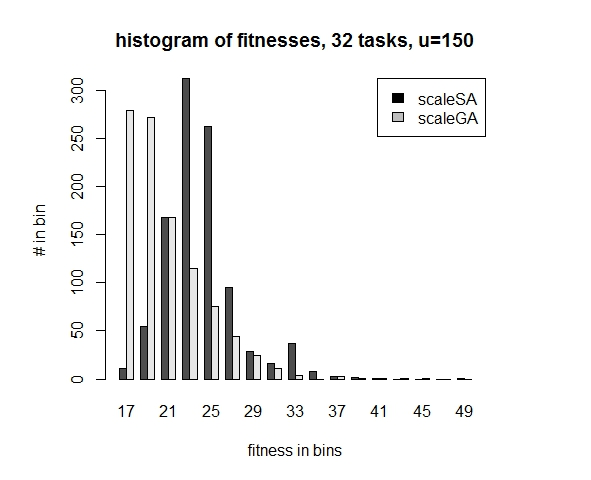 histogram of fitnesses, 32 tasks, u=150
scaleSA
scaleGA
300
250
200
150
100
50
0
# in bin
17 21 25 29 33 37 41 45 49
fitness in bins